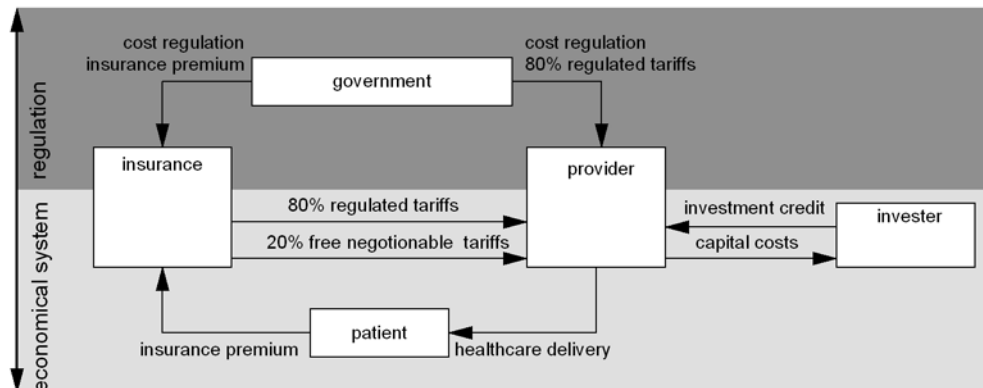 cost regulation
insurance premium
government
cost regulation
80% regulated tariffs
regulation
insurance
provider
80% regulated tariffs
20% free negotionable tariffs
investment credit
capital costs
invester
economical system
insurance premium
patient
healthcare delivery